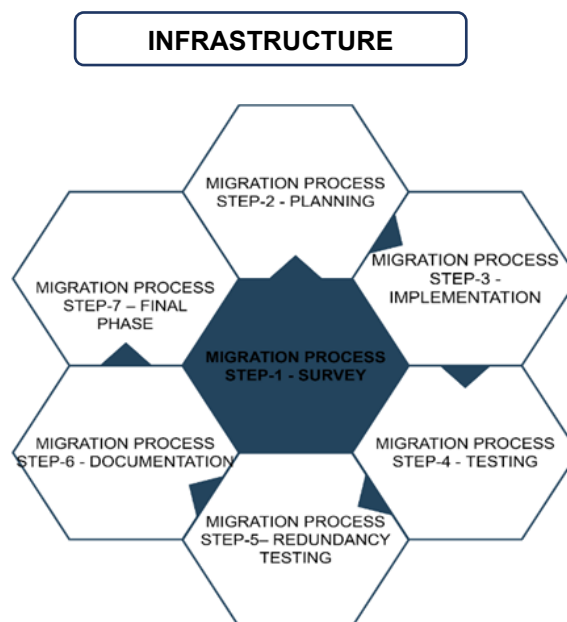 INFRASTRUCTURE
MIGRATION PROCESS
STEP-2 - PLANNING
MIGRATION PROCESS
STEP-3 -
IMPLEMENTATION
MIGRATION PROCESS
STEP-7 – FINAL
PHASE
MIGRATION PROCESS
STEP-1 - SURVEY
MIGRATION PROCESS
STEP-6 - DOCUMENTATION
MIGRATION PROCESS
STEP-4 - TESTING
MIGRATION PROCESS
STEP-5– REDUNDANCY
TESTING